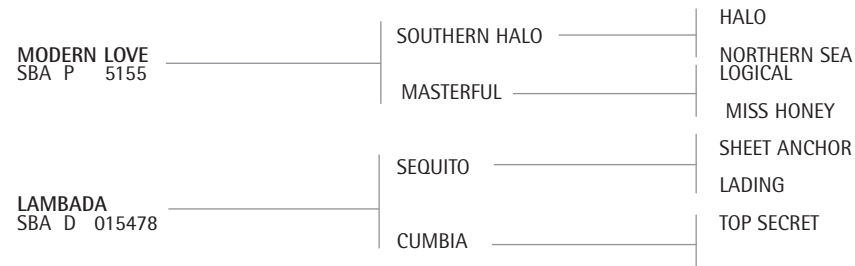 HALO
SOUTHERN HALO
MODERN LOVE
SBA P 5155
NORTHERN SEA
LOGICAL
MASTERFUL
MISS HONEY
SHEET ANCHOR
SEQUITO
LADING
LAMBADA
SBA D 015478
TOP SECRET
CUMBIA